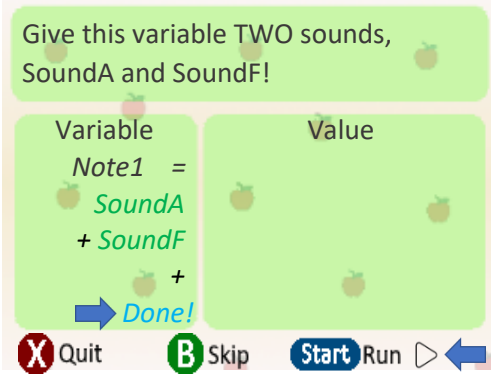 Give this variable TWO sounds,
SoundA and SoundF!
Variable
Value
Note1 =
SoundA
+ SoundF
+
Done!
X Quit
B Skip
Start Run